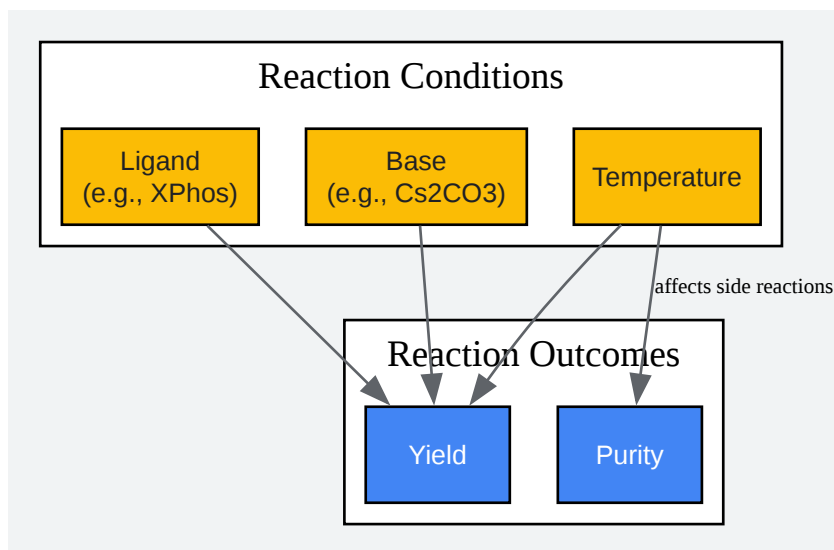 Reaction Conditions
Ligand
(e.g., XPhos)
Base
(e.g., Cs2CO3)
Temperature
affects side reactions
Reaction Outcomes
Yield
Purity